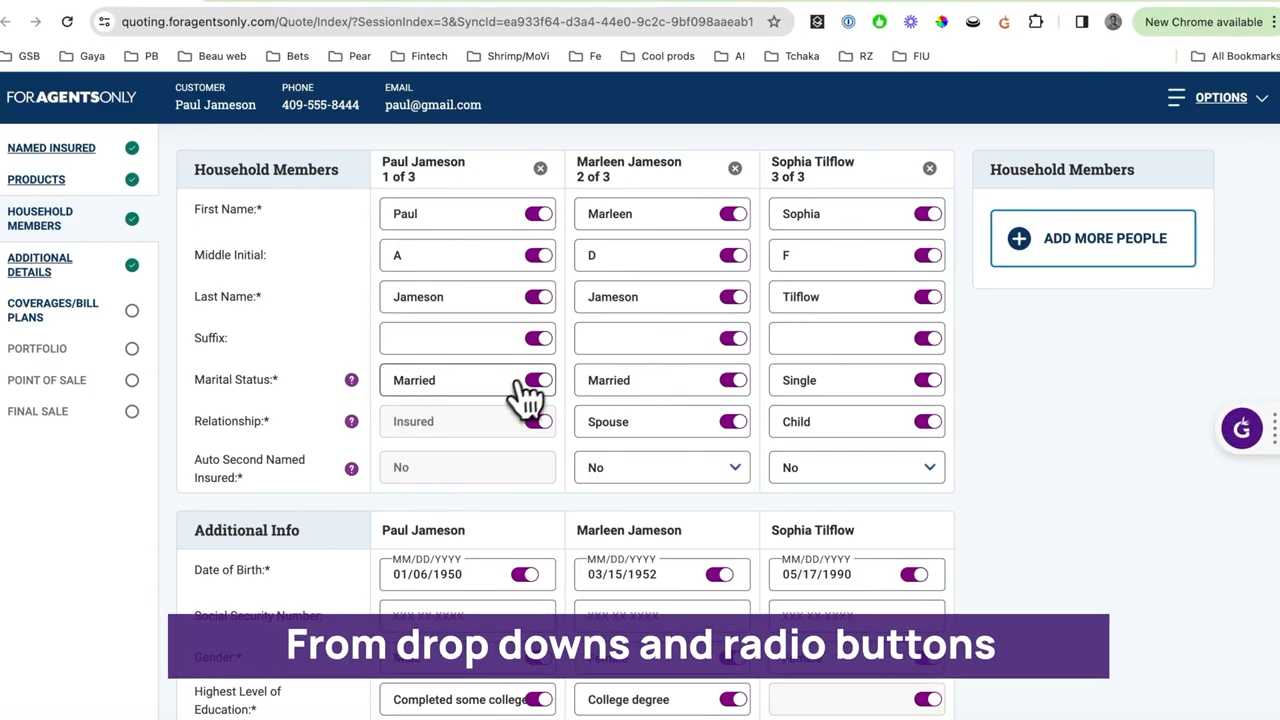 quoting.foragentsonly.com/Quote/Index/?SessionIndex=3&SyncId=ea933f64-d3a4-44e0-9c2c-9bf098aaeab1
New Chrome available
GSB Gaya PB Beau web Bets Pear Fintech Shrimp/MoVi Fe Cool prods AI Tchaka RZ FIU All Bookmarks
FORAGENTSONLY
CUSTOMER PHONE EMAIL
Paul Jameson 409-555-8444 paul@gmail.com
OPTIONS
NAMED INSURED
PRODUCTS
HOUSEHOLD
MEMBERS
ADDITIONAL
DETAILS
COVERAGES/BILL
PLANS
PORTFOLIO
POINT OF SALE
FINAL SALE
Household Members
Paul Jameson
1 of 3
Marleen Jameson
2 of 3
Sophia Tilflow
3 of 3
First Name:* Paul Marleen Sophia
Middle Initial: A D F
Last Name:* Jameson Jameson Tilflow
Suffix:
Marital Status:* ? Married Married Single
Relationship:* ? Insured Spouse Child
Auto Second Named
Insured:* ? No No No
Household Members
ADD MORE PEOPLE
Additional Info Paul Jameson Marleen Jameson Sophia Tilflow
MM/DD/YYYY MM/DD/YYYY MM/DD/YYYY
Date of Birth:* 01/06/1950 03/15/1952 05/17/1990
Social Security Number:
From drop downs and radio buttons
Gender:*
Highest Level of
Education:* Completed some college College degree